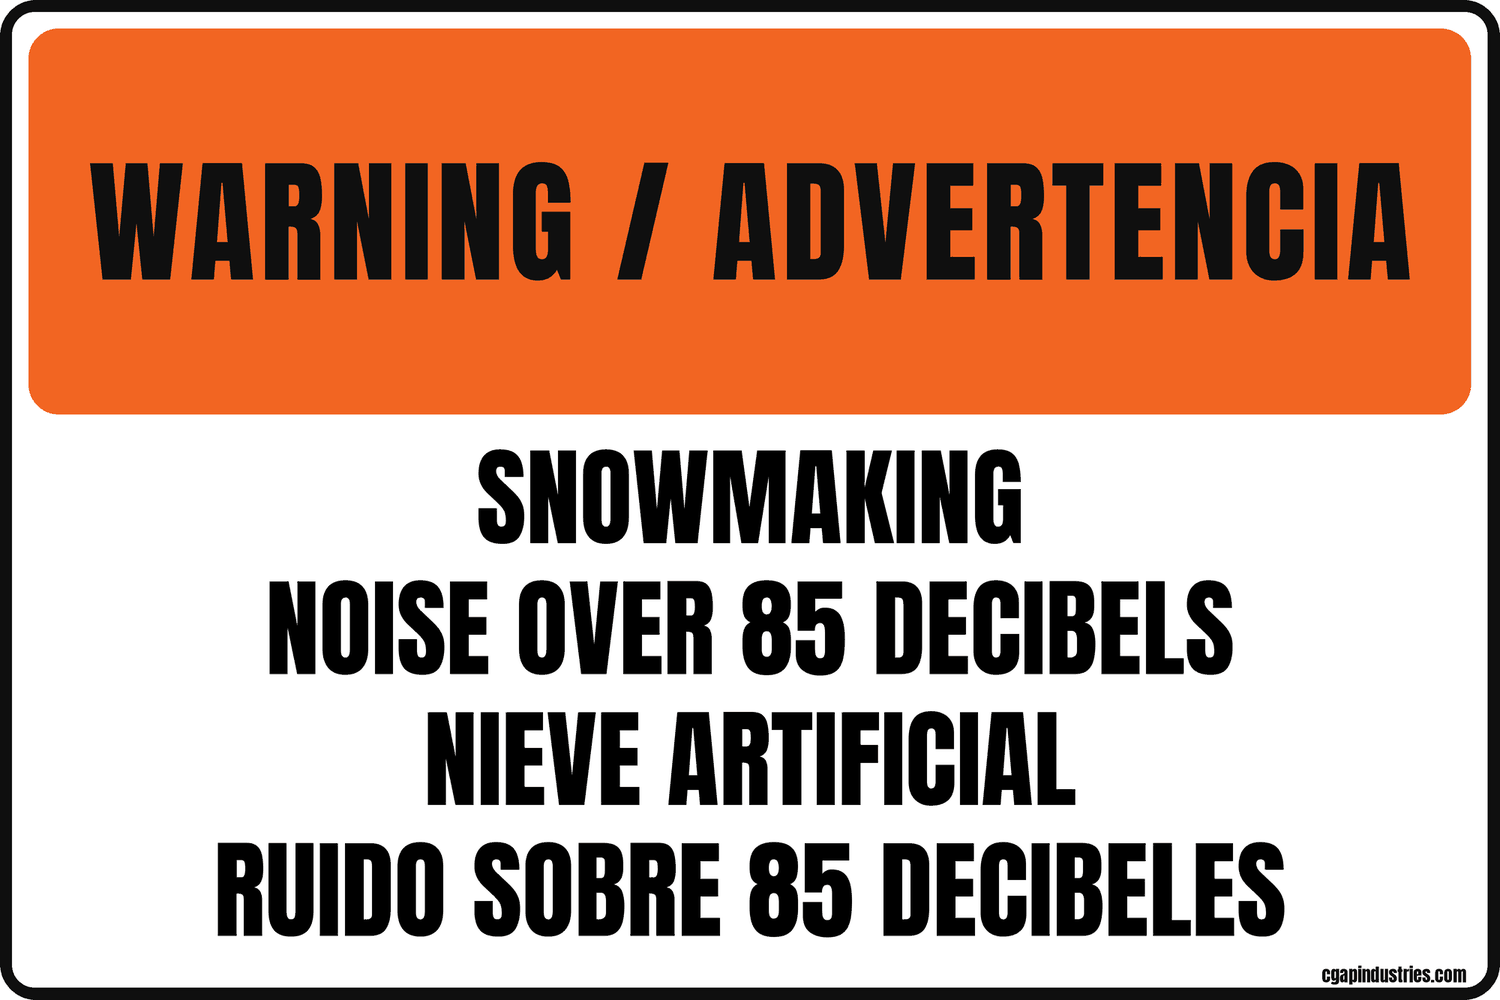 WARNING / ADVERTENCIA
SNOWMAKING
NOISE OVER 85 DECIBELS
NIEVE ARTIFICIAL
RUIDO SOBRE 85 DECIBELES
cgapindustries.com